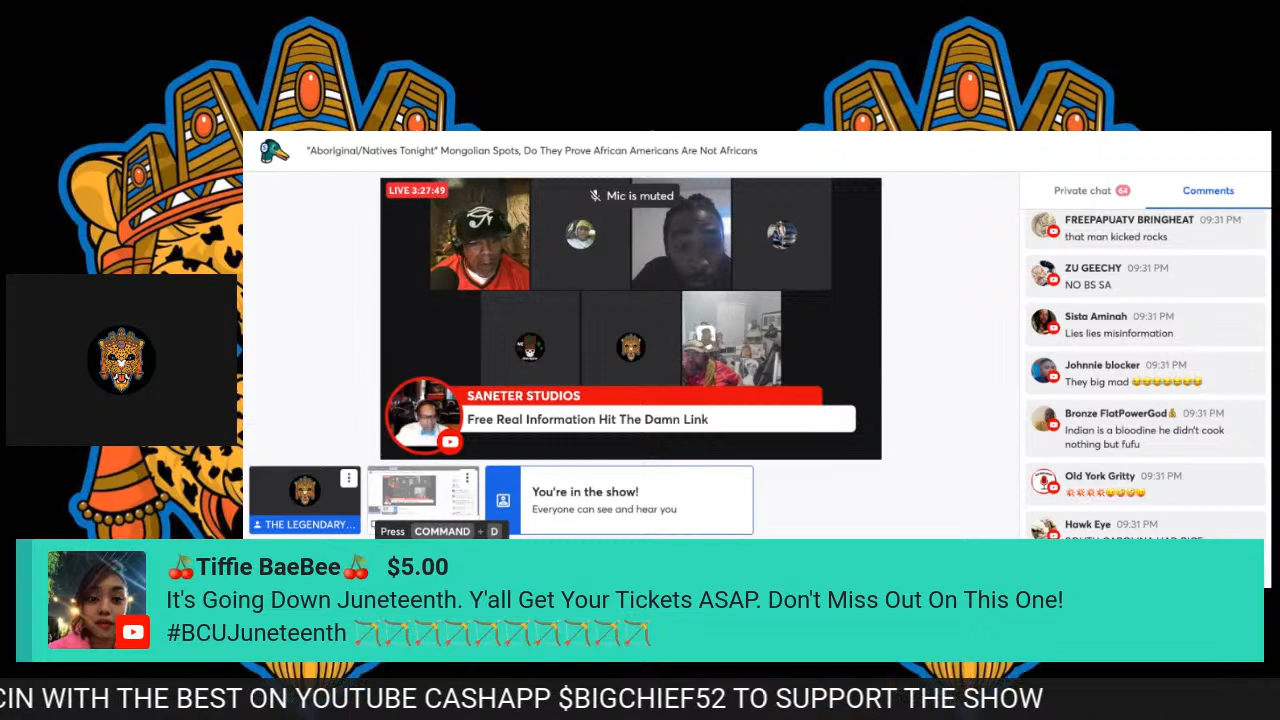 "Aboriginal/Natives Tonight" Mongolian Spots, Do They Prove African Americans Are Not Africans
LIVE 3:27:49
Mic is muted
SANETER STUDIOS
Free Real Information Hit The Damn Link
THE LEGENDARY...
You're in the show!
Everyone can see and hear you
Press COMMAND + D
Private chat 64 Comments
FREEPAPUATV BRINGHEAT 09:31 PM
that man kicked rocks
ZU GEECHY 09:31 PM
NO BS SA
Sista Aminah 09:31 PM
Lies lies misinformation
Johnnie blocker 09:31 PM
They big mad 😂😂😂😂😂😂😂
Bronze FlatPowerGod💰 09:31 PM
Indian is a bloodine he didn't cook
nothing but fufu
Old York Gritty 09:31 PM
Hawk Eye 09:31 PM
🍒Tiffie BaeBee🍒 $5.00
It's Going Down Juneteenth. Y'all Get Your Tickets ASAP. Don't Miss Out On This One!
#BCUJuneteenth 🏹🏹🏹🏹🏹🏹🏹🏹🏹🏹
CIN WITH THE BEST ON YOUTUBE CASHAPP $BIGCHIEF52 TO SUPPORT THE SHOW